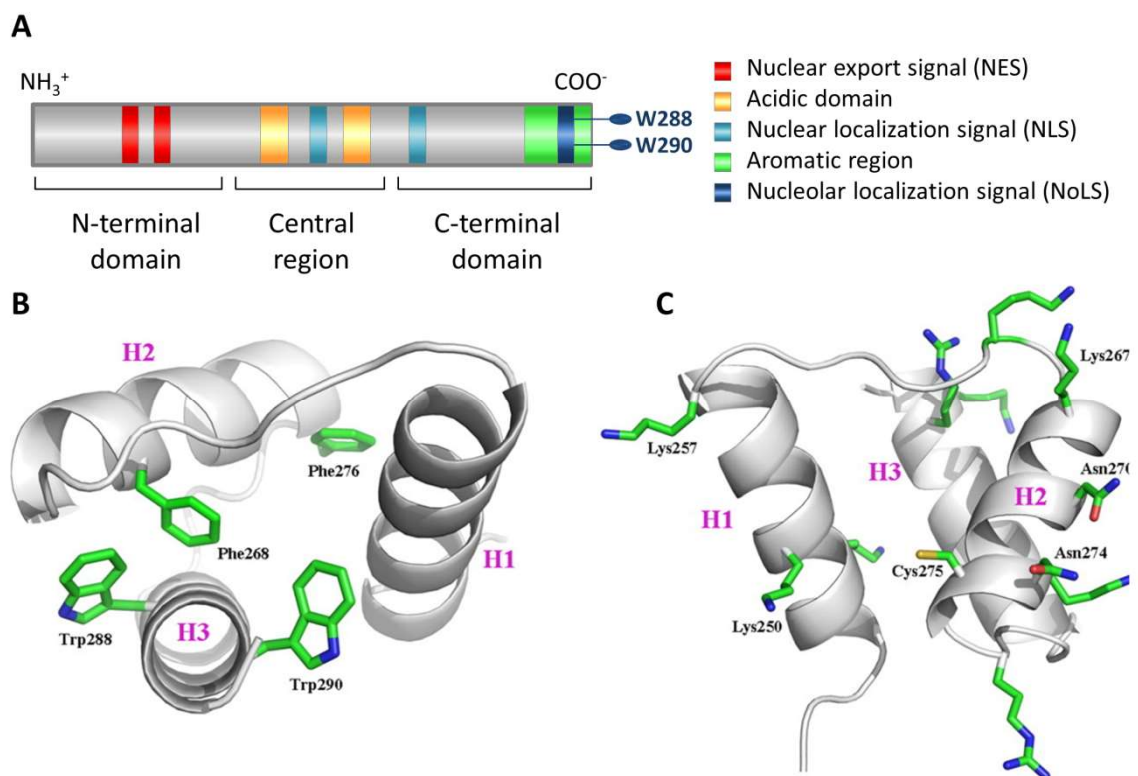 A
NH₃⁺
COO⁻
W288
W290
N-terminal
domain
Central
region
C-terminal
domain
Nuclear export signal (NES)
Acidic domain
Nuclear localization signal (NLS)
Aromatic region
Nucleolar localization signal (NoLS)
B
H2
Phe276
Phe268
H1
Trp288
H3
Trp290
C
Lys267
Lys257
H3
Asn270
H2
H1
Cys275
Asn274
Lys250